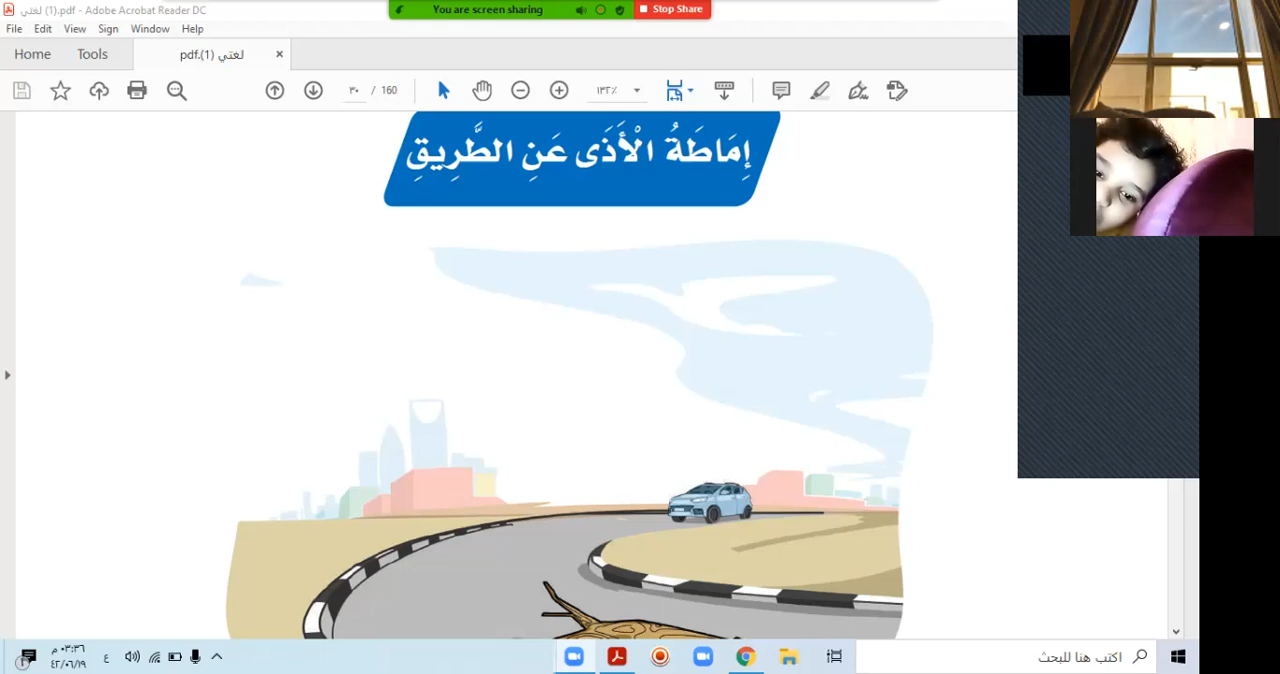 لغتي (1).pdf - Adobe Acrobat Reader DC
You are screen sharing
Stop Share
File Edit View Sign Window Help
Home Tools لغتي (1).pdf ×
٣٠ / 160 ١٣٢٪
إِمَاطَةُ الْأَذَى عَنِ الطَّرِيقِ
٠٣:٣٦ م
ع
اكتب هنا للبحث
٤٢/٠٦/١٩